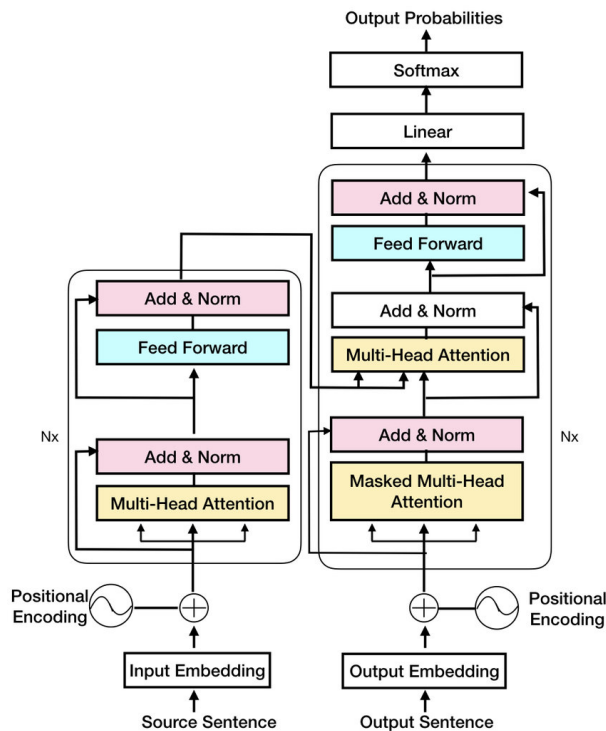 Output Probabilities
Softmax
Linear
Add & Norm
Feed Forward
Add & Norm
Multi-Head Attention
Add & Norm
Masked Multi-Head
Attention
Nx
Add & Norm
Feed Forward
Add & Norm
Multi-Head Attention
Nx
Positional
Encoding
Positional
Encoding
Input Embedding
Output Embedding
Source Sentence
Output Sentence